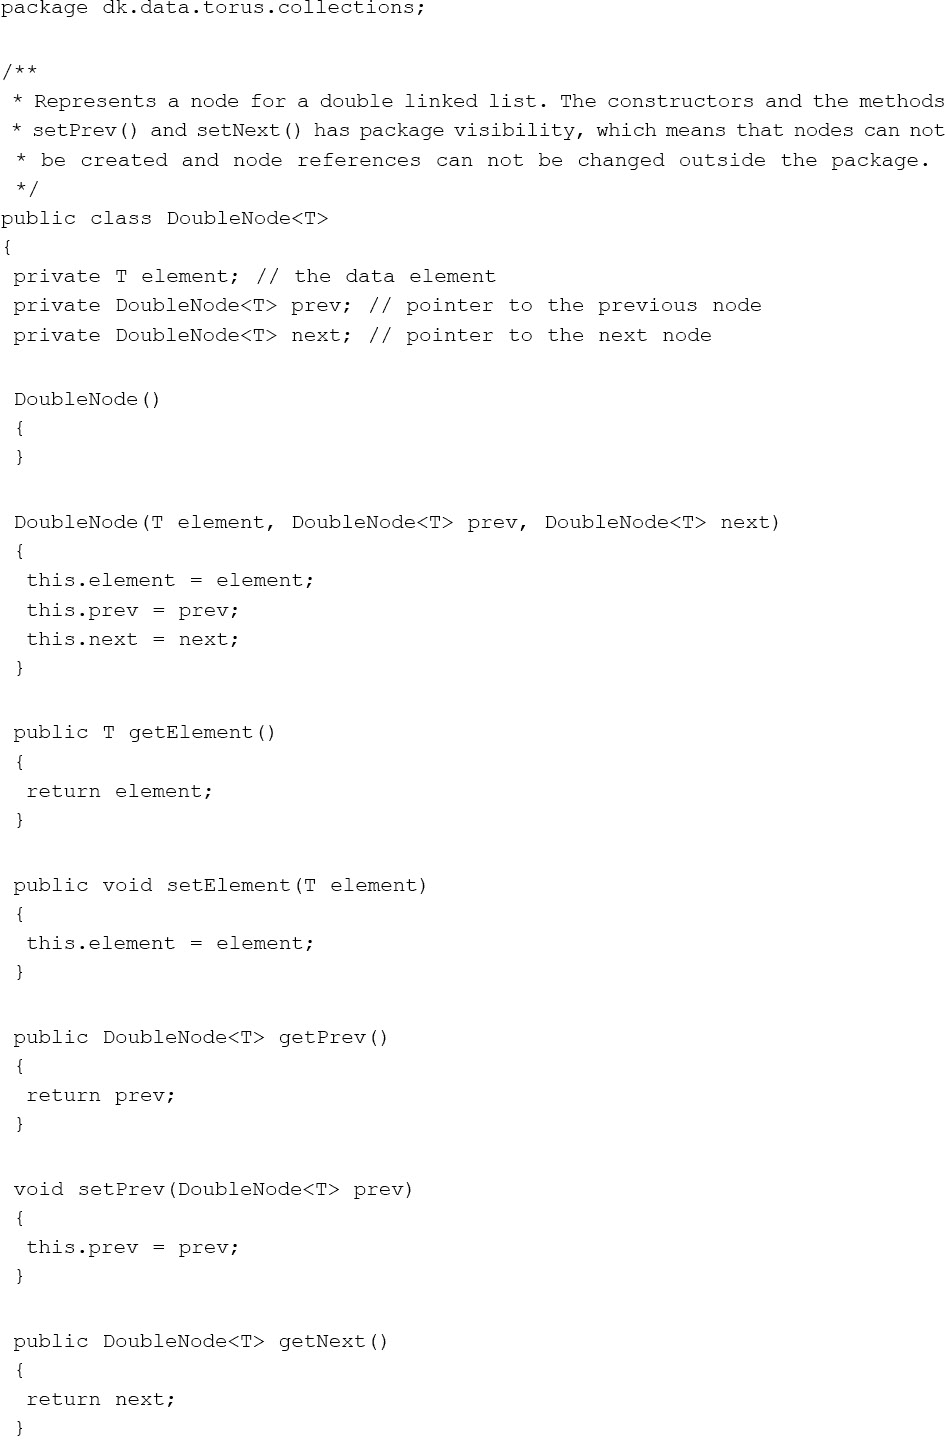 package dk.data.torus.collections;
/**
* Represents a node for a double linked list. The constructors and the methods
* setPrev() and setNext() has package visibility, which means that nodes can not
* be created and node references can not be changed outside the package.
*/
public class DoubleNode<T>
{
private T element; // the data element
private DoubleNode<T> prev; // pointer to the previous node
private DoubleNode<T> next; // pointer to the next node
DoubleNode()
{
}
DoubleNode(T element, DoubleNode<T> prev, DoubleNode<T> next)
{
this.element = element;
this.prev = prev;
this.next = next;
}
public T getElement()
{
return element;
}
public void setElement(T element)
{
this.element = element;
}
public DoubleNode<T> getPrev()
{
return prev;
}
void setPrev(DoubleNode<T> prev)
{
this.prev = prev;
}
public DoubleNode<T> getNext()
{
return next;
}